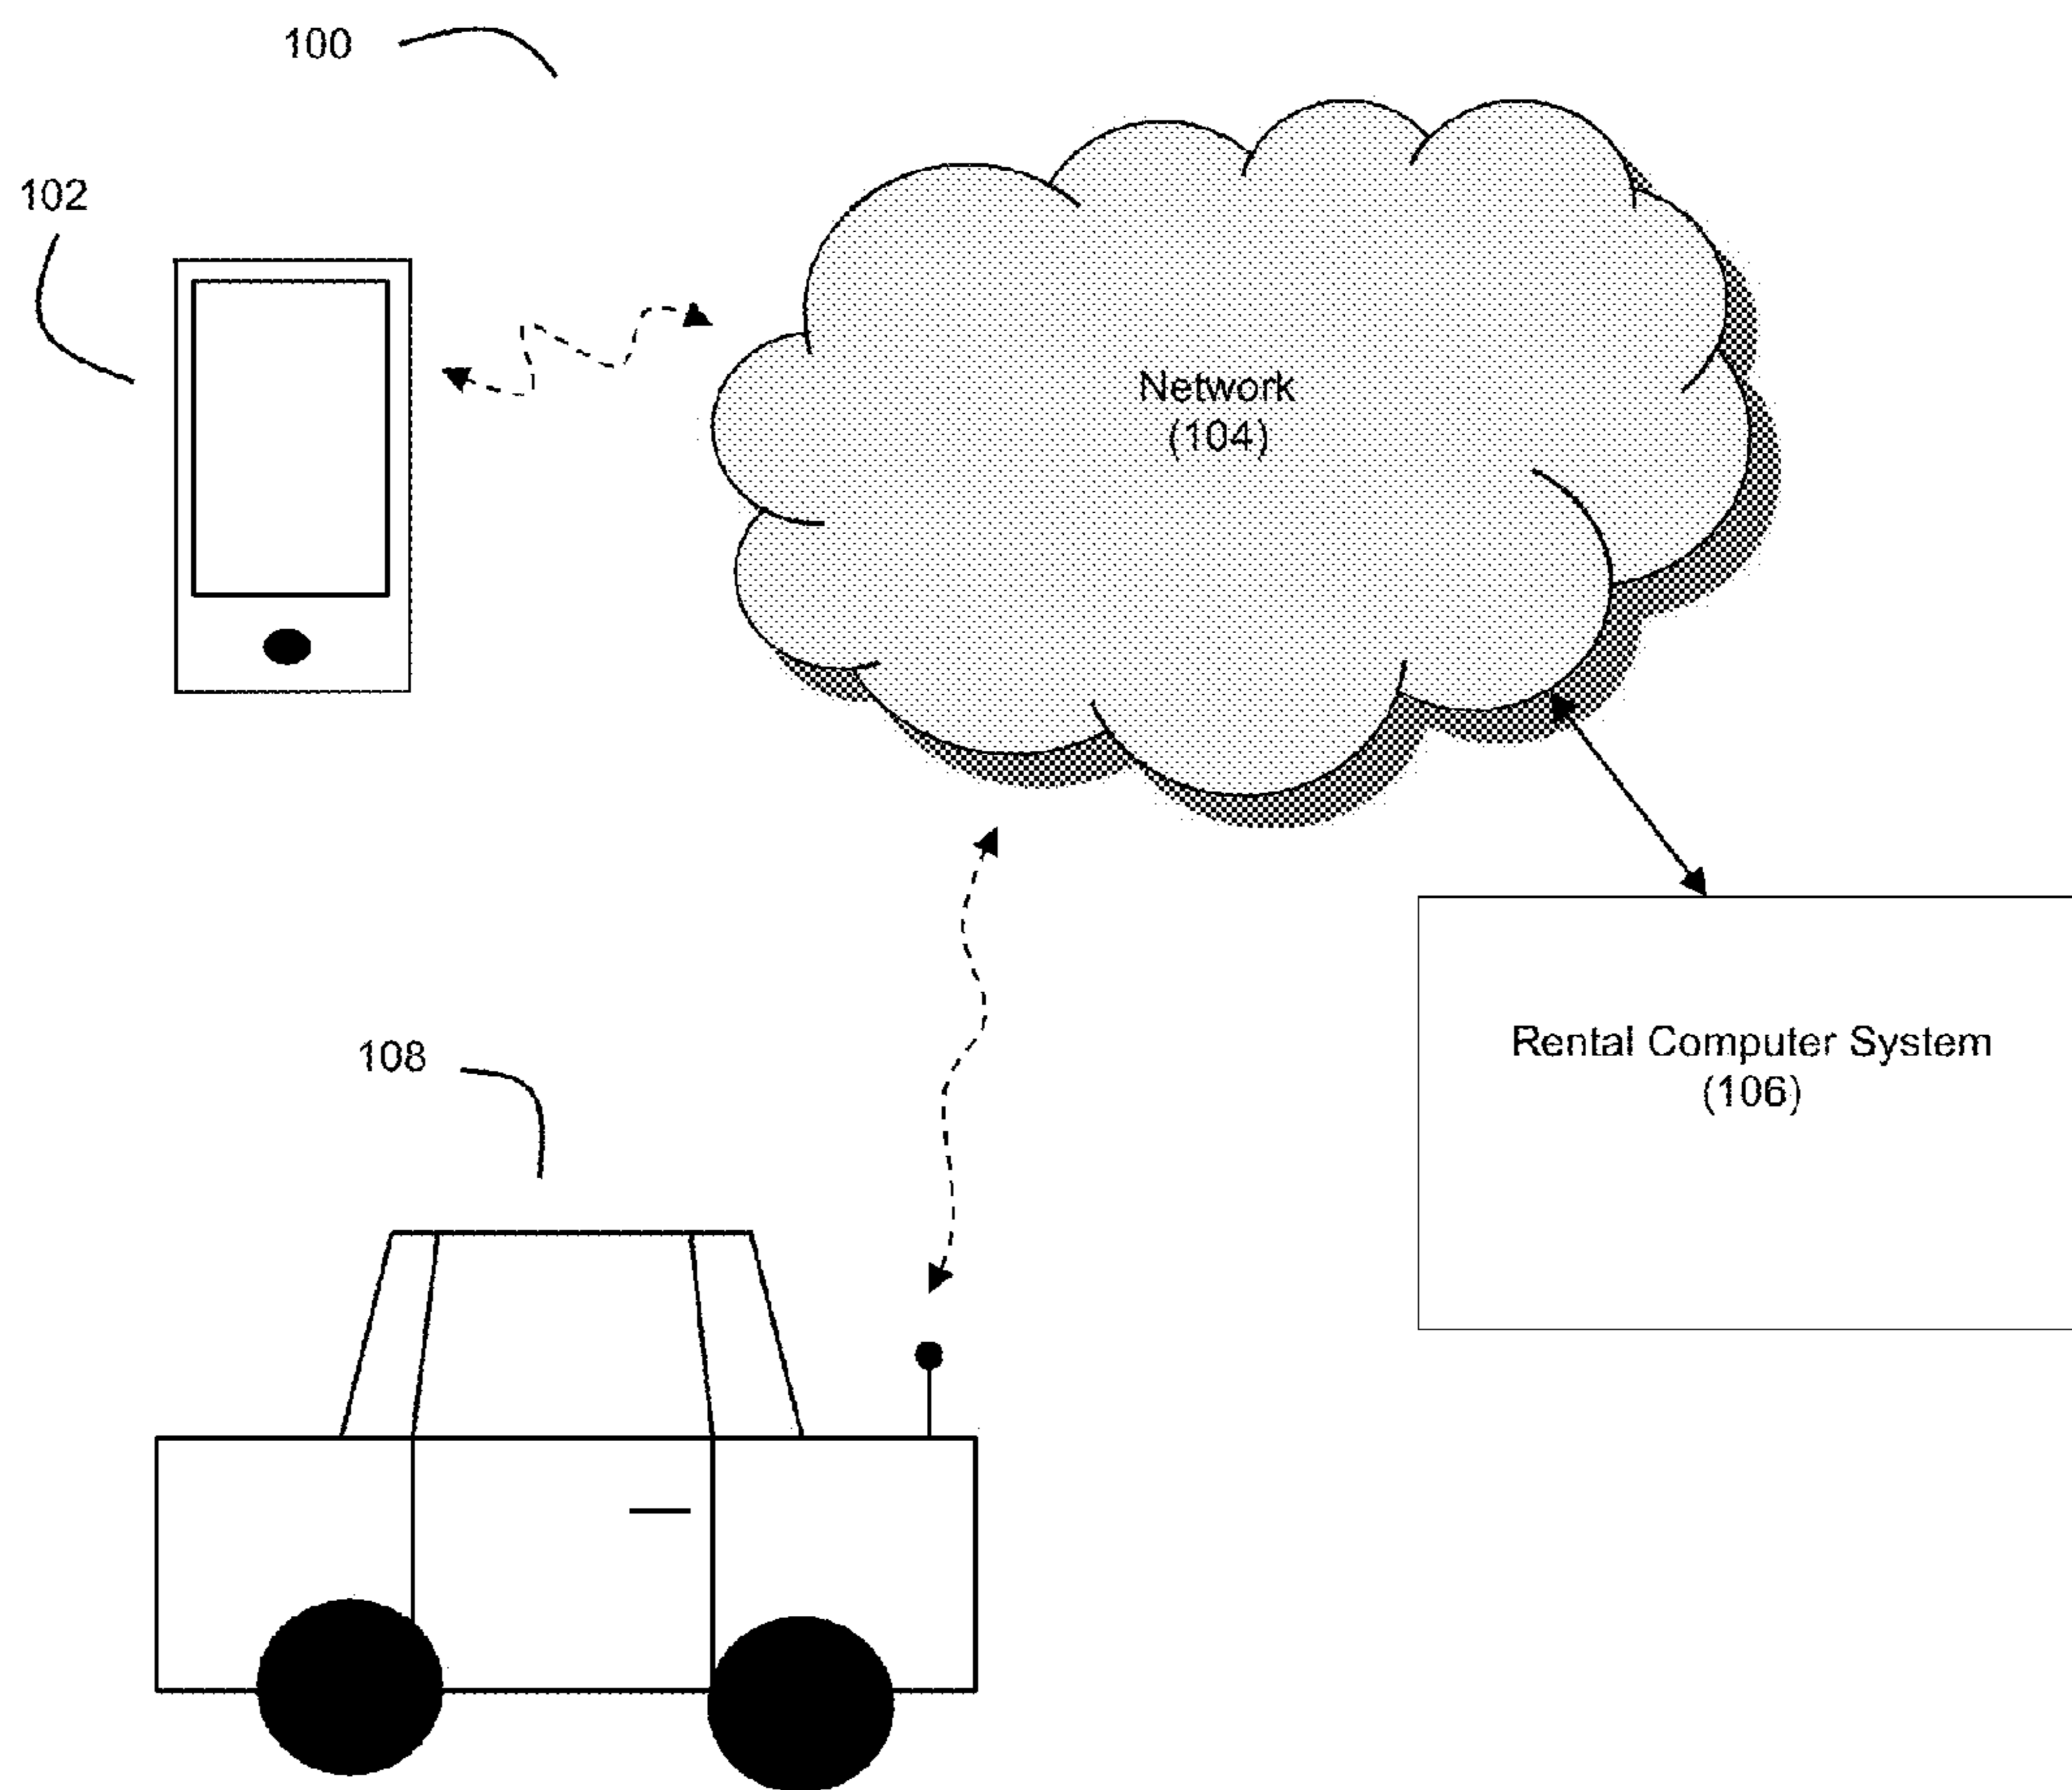 100
102
Network
(104)
Rental Computer System
(106)
108